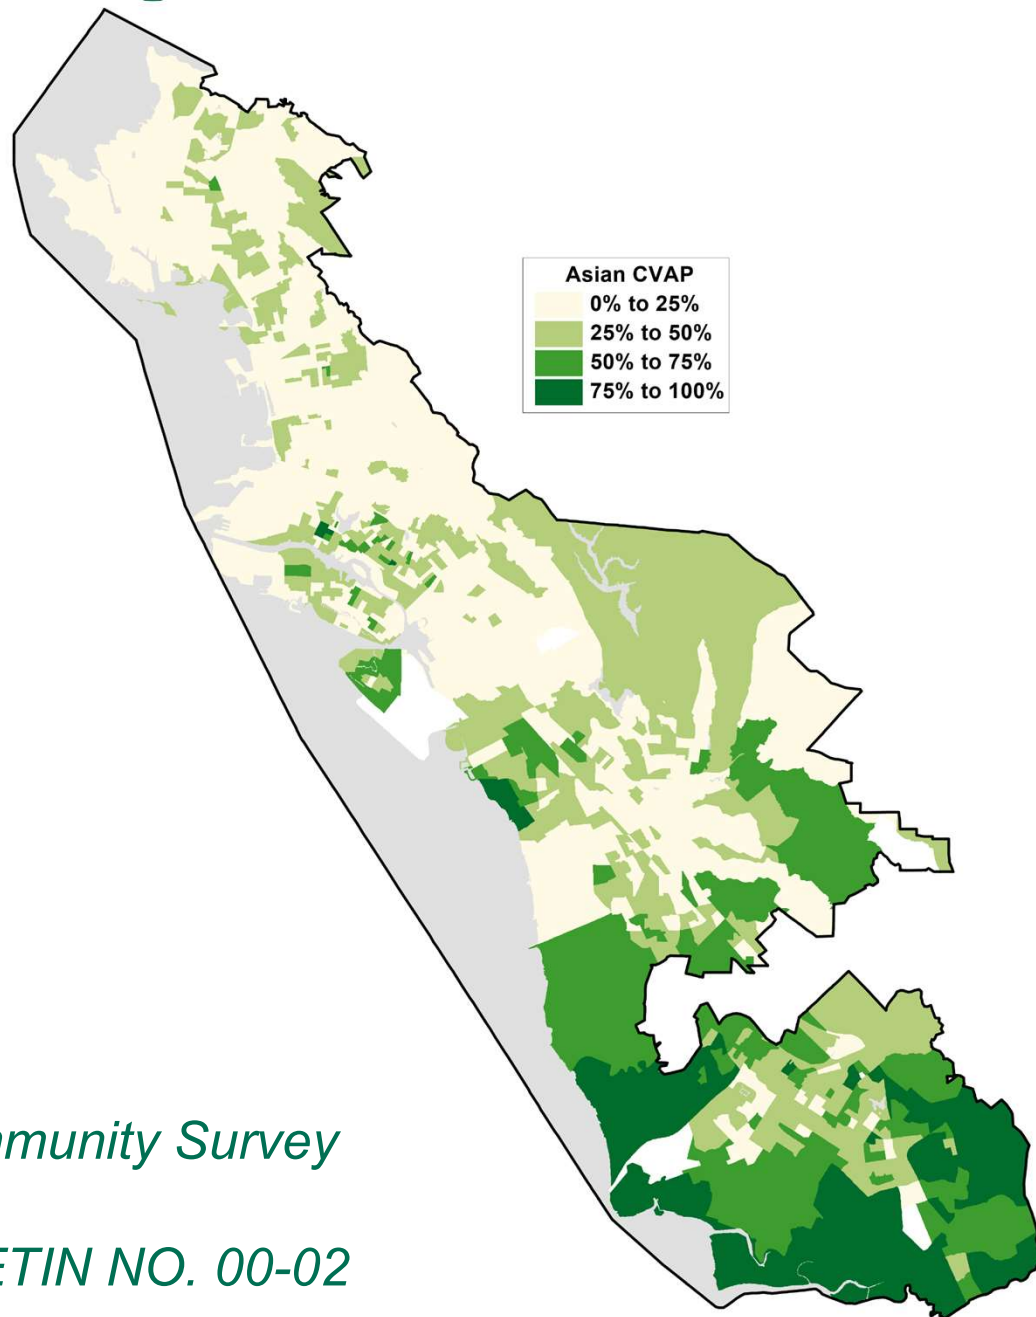 Asian CVAP
0% to 25%
25% to 50%
50% to 75%
75% to 100%
munity Survey
ETIN NO. 00-02